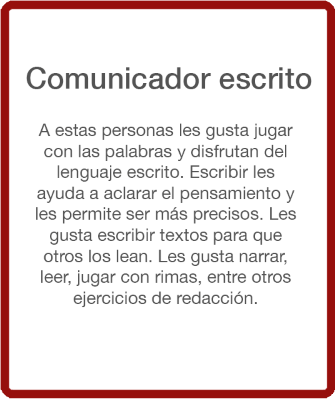 Comunicador escrito
A estas personas les gusta jugar
con las palabras y disfrutan del
lenguaje escrito. Escribir les
ayuda a aclarar el pensamiento y
les permite ser más precisos. Les
gusta escribir textos para que
otros los lean. Les gusta narrar,
leer, jugar con rimas, entre otros
ejercicios de redacción.